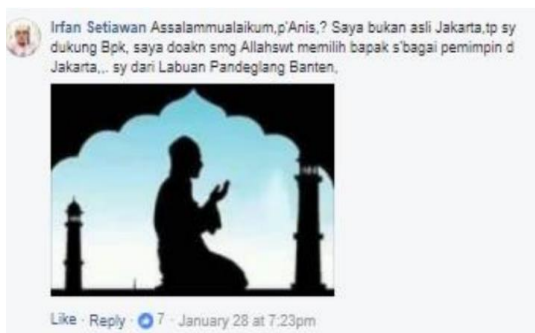 Irfan Setiawan Assalammualaikum,p'Anis,? Saya bukan asli Jakarta,tp sy
dukung Bpk, saya doakn smg Allahswt memilih bapak s'bagai pemimpin d
Jakarta,,. sy dari Labuan Pandeglang Banten,
Like · Reply · 7 · January 28 at 7:23pm